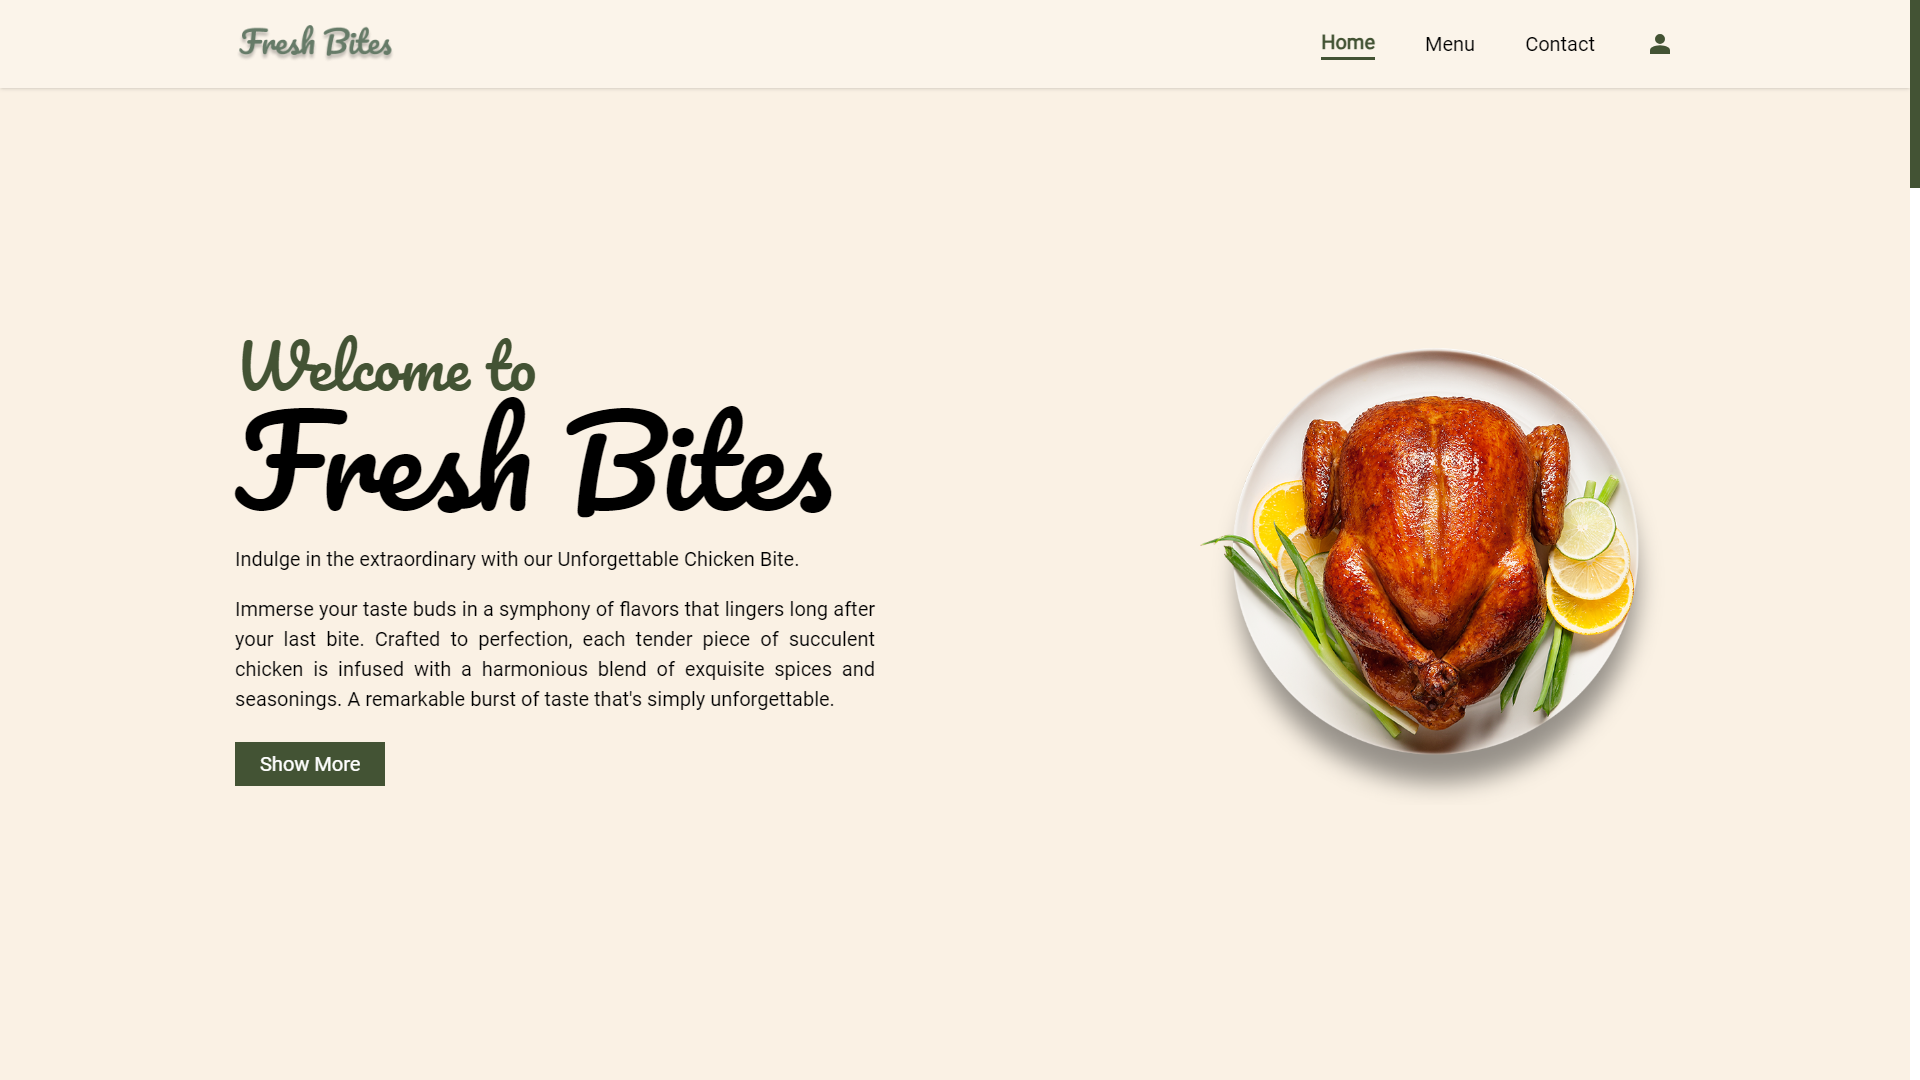 Fresh Bites
Home Menu Contact
Welcome to
Fresh Bites
Indulge in the extraordinary with our Unforgettable Chicken Bite.
Immerse your taste buds in a symphony of flavors that lingers long after
your last bite. Crafted to perfection, each tender piece of succulent
chicken is infused with a harmonious blend of exquisite spices and
seasonings. A remarkable burst of taste that's simply unforgettable.
Show More